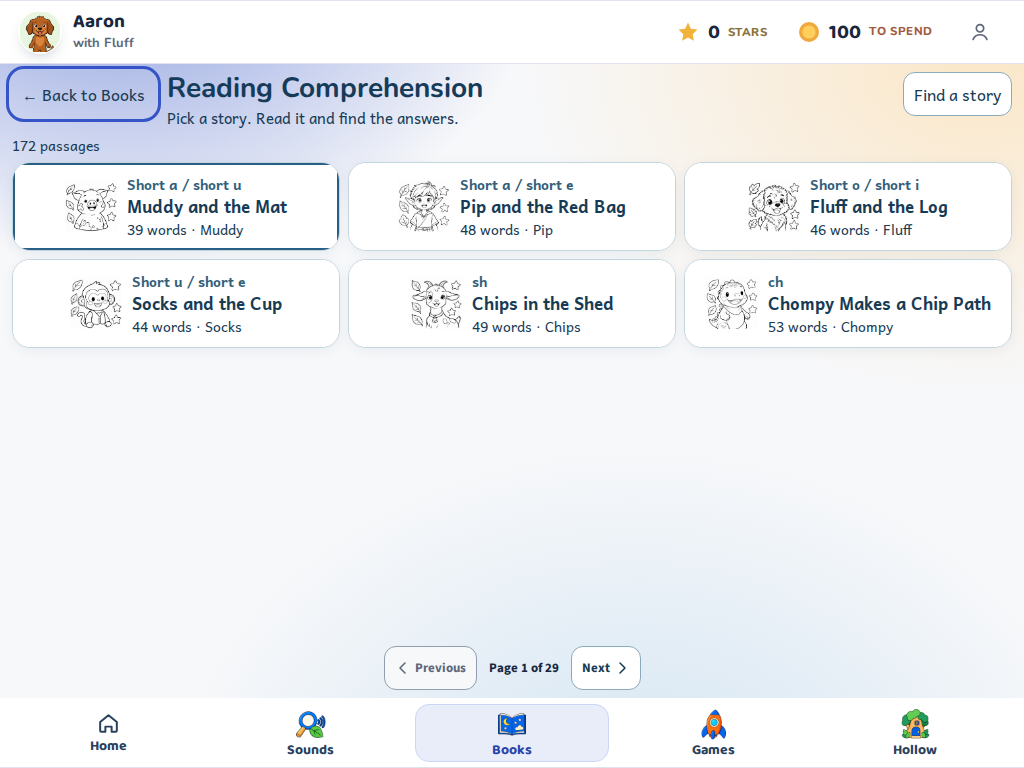 Aaron
with Fluff
0 STARS
100 TO SPEND
← Back to Books
Reading Comprehension
Pick a story. Read it and find the answers.
Find a story
172 passages
Short a / short u
Muddy and the Mat
39 words · Muddy
Short a / short e
Pip and the Red Bag
48 words · Pip
Short o / short i
Fluff and the Log
46 words · Fluff
Short u / short e
Socks and the Cup
44 words · Socks
sh
Chips in the Shed
49 words · Chips
ch
Chompy Makes a Chip Path
53 words · Chompy
Previous
Page 1 of 29
Next
Home
Sounds
Books
Games
Hollow